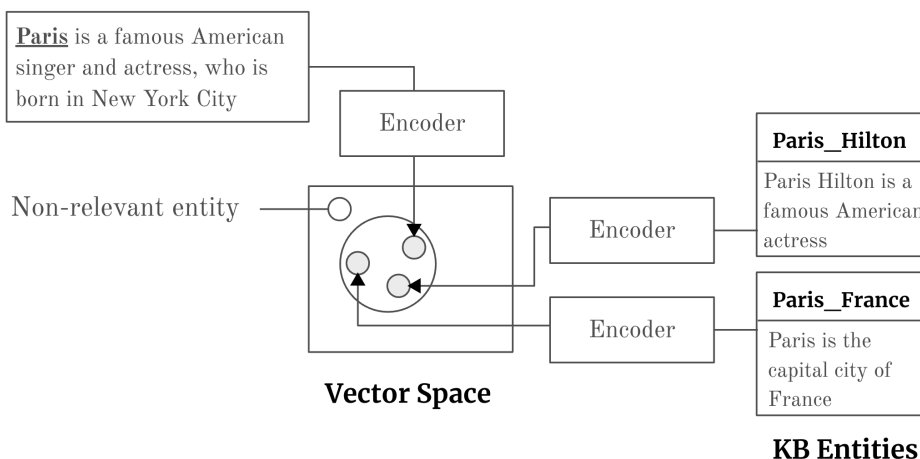 Paris is a famous American
singer and actress, who is
born in New York City
Encoder
Non-relevant entity
Vector Space
Encoder
Encoder
Paris_Hilton
Paris Hilton is a
famous American
actress
Paris_France
Paris is the
capital city of
France
KB Entities